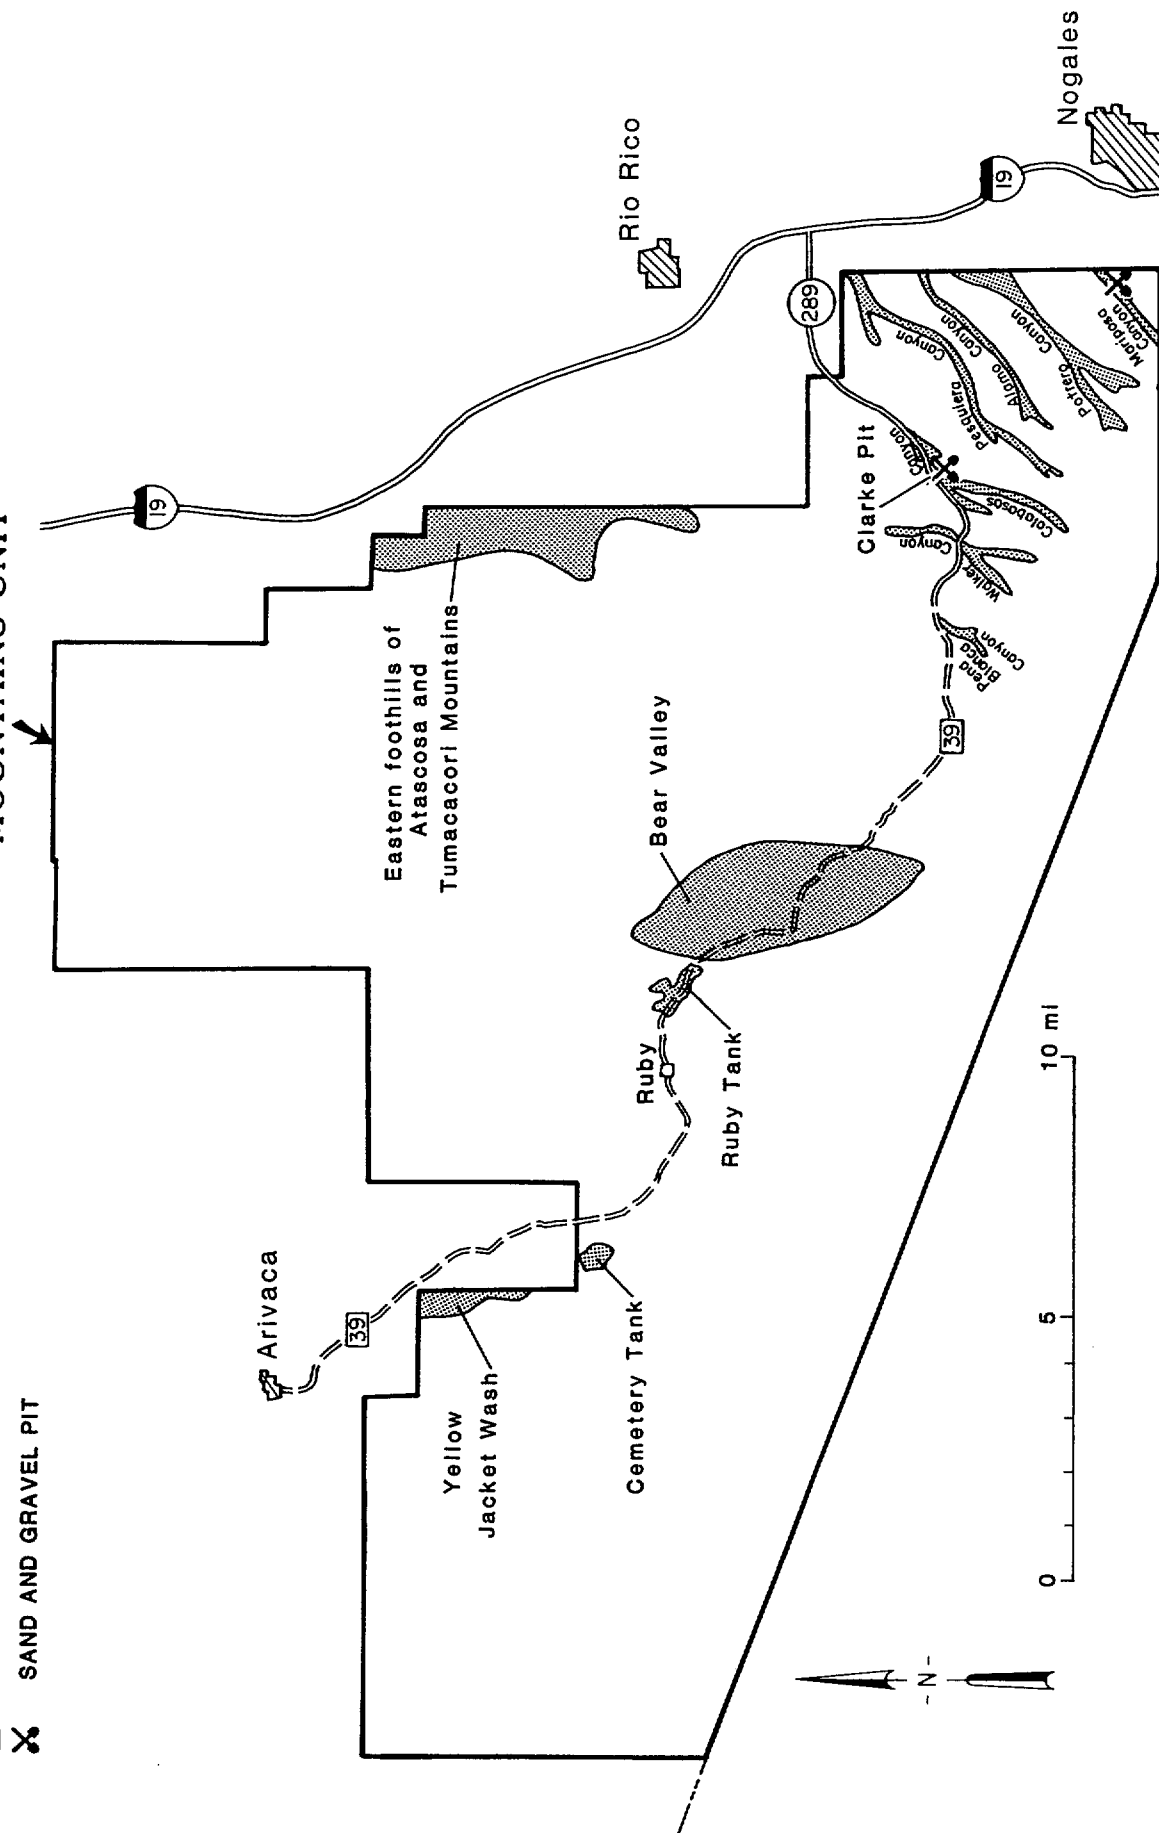 MOUNTAINS UNIT
SAND AND GRAVEL PIT
19
Arivaca
39
Yellow
Jacket Wash
Cemetery Tank
Eastern foothills of
Atascosa and
Tumacacori Mountains
Rio Rico
Ruby
Ruby Tank
Bear Valley
289
Clarke Pit
39
Pena
Blanca
Canyon
Walker
Canyon
Calabasas
Canyon
Pesquiera
Canyon
Alamo
Canyon
Potrero
Canyon
Mariposa
Canyon
19
Nogales
-N-
0
5
10 mi